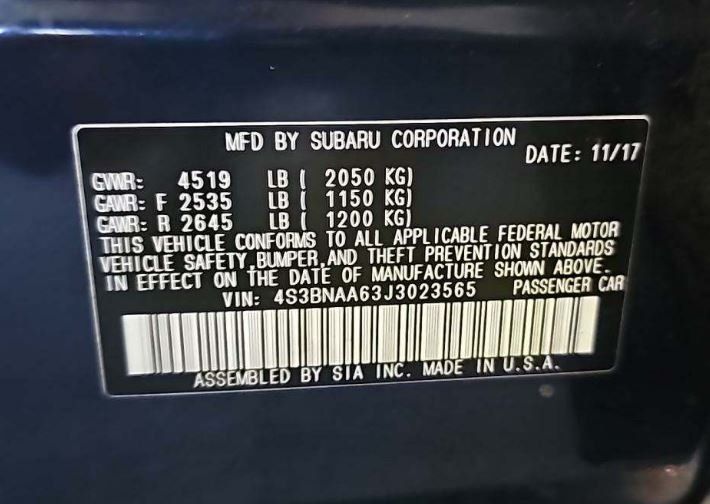 MFD BY SUBARU CORPORATION
DATE: 11/17
GVWR: 4519 LB ( 2050 KG)
GAWR: F 2535 LB ( 1150 KG)
GAWR: R 2645 LB ( 1200 KG)
THIS VEHICLE CONFORMS TO ALL APPLICABLE FEDERAL MOTOR
VEHICLE SAFETY,BUMPER,AND THEFT PREVENTION STANDARDS
IN EFFECT ON THE DATE OF MANUFACTURE SHOWN ABOVE.
VIN: 4S3BNAA63J3023565 PASSENGER CAR
ASSEMBLED BY SIA INC. MADE IN U.S.A.